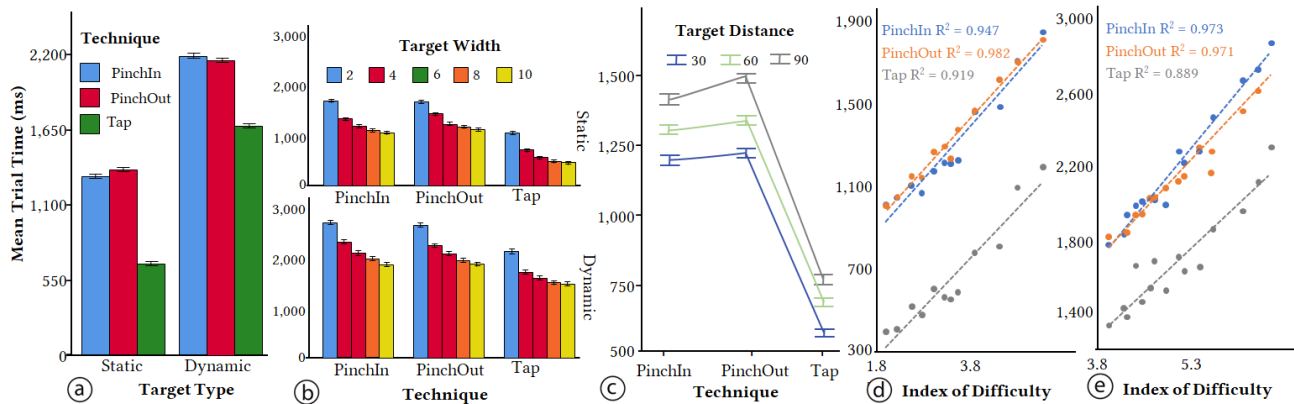 Technique
PinchIn
PinchOut
Tap
Mean Trial Time (ms)
2,200
1,650
1,100
550
0
Static
Dynamic
Target Type
a
3,000
2,000
1,000
0
Target Width
2 4 6 8 10
Static
PinchIn PinchOut Tap
3,000
2,000
1,000
0
Dynamic
PinchIn PinchOut Tap
Technique
b
Target Distance
30 60 90
1,500
1,250
1,000
750
500
PinchIn PinchOut Tap
Technique
c
1,900
1,500
1,100
700
300
PinchIn R² = 0.947
PinchOut R² = 0.982
Tap R² = 0.919
1.8 3.8
Index of Difficulty
d
3,000
2,600
2,200
1,800
1,400
PinchIn R² = 0.973
PinchOut R² = 0.971
Tap R² = 0.889
3.8 5.3
Index of Difficulty
e